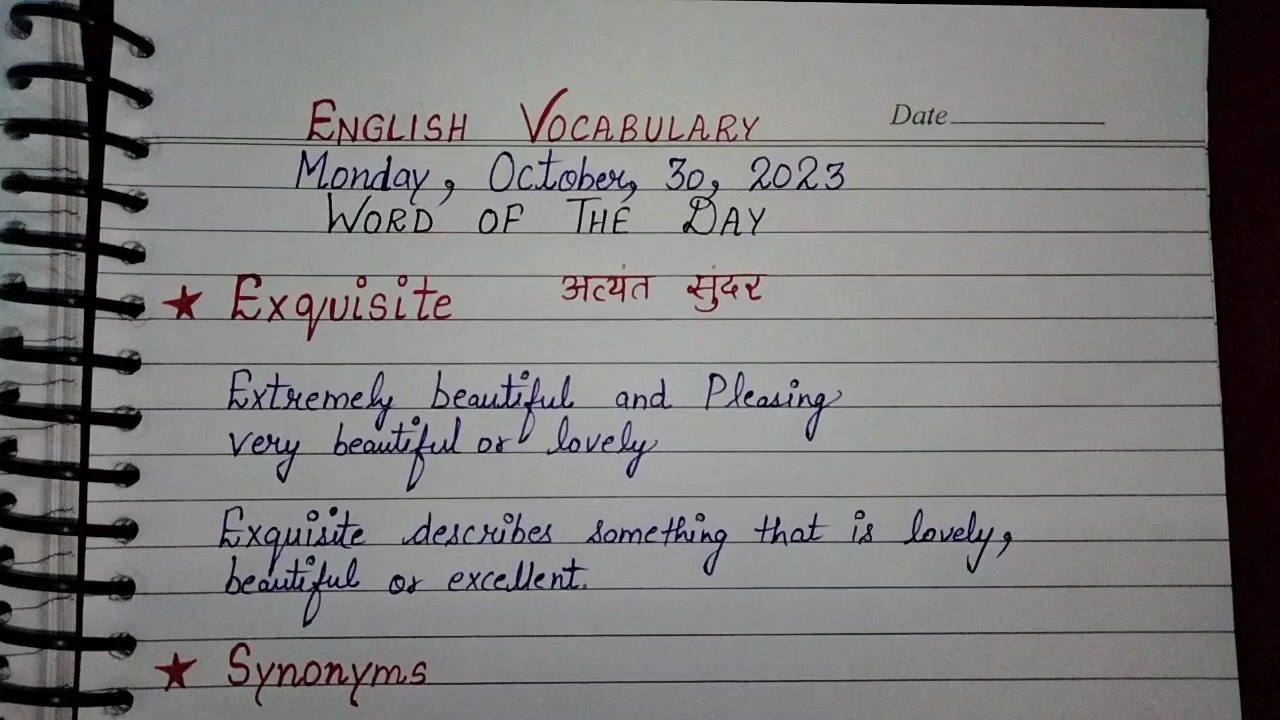 ENGLISH VOCABULARY
Date
Monday, October, 30, 2023
WORD OF THE DAY
★ Exquisite अत्यंत सुंदर
Extremely beautiful and Pleasing
very beautiful or lovely
Exquisite describes something that is lovely,
beautiful or excellent.
★ Synonyms